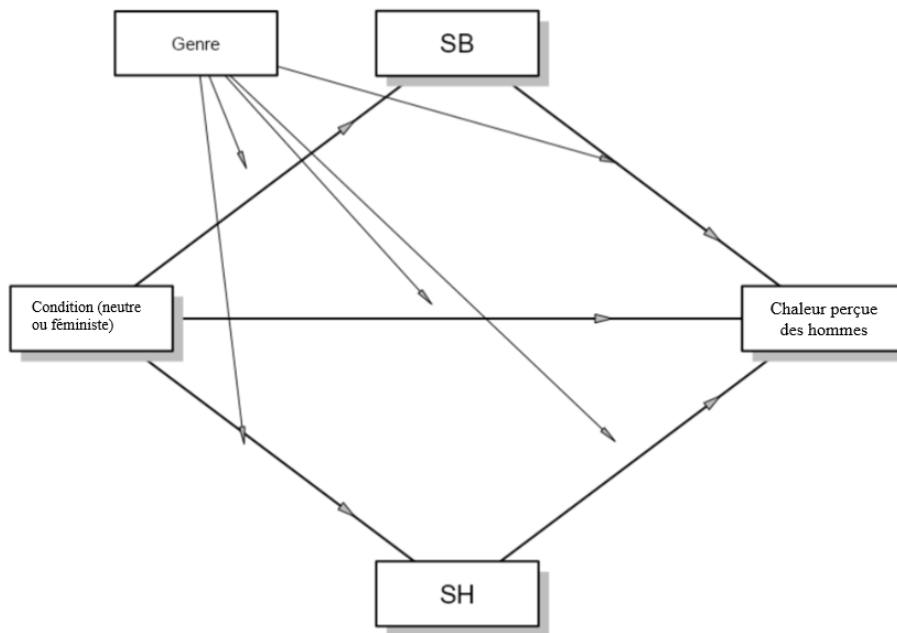 Genre
SB
Condition (neutre
ou féministe)
Chaleur perçue
des hommes
SH